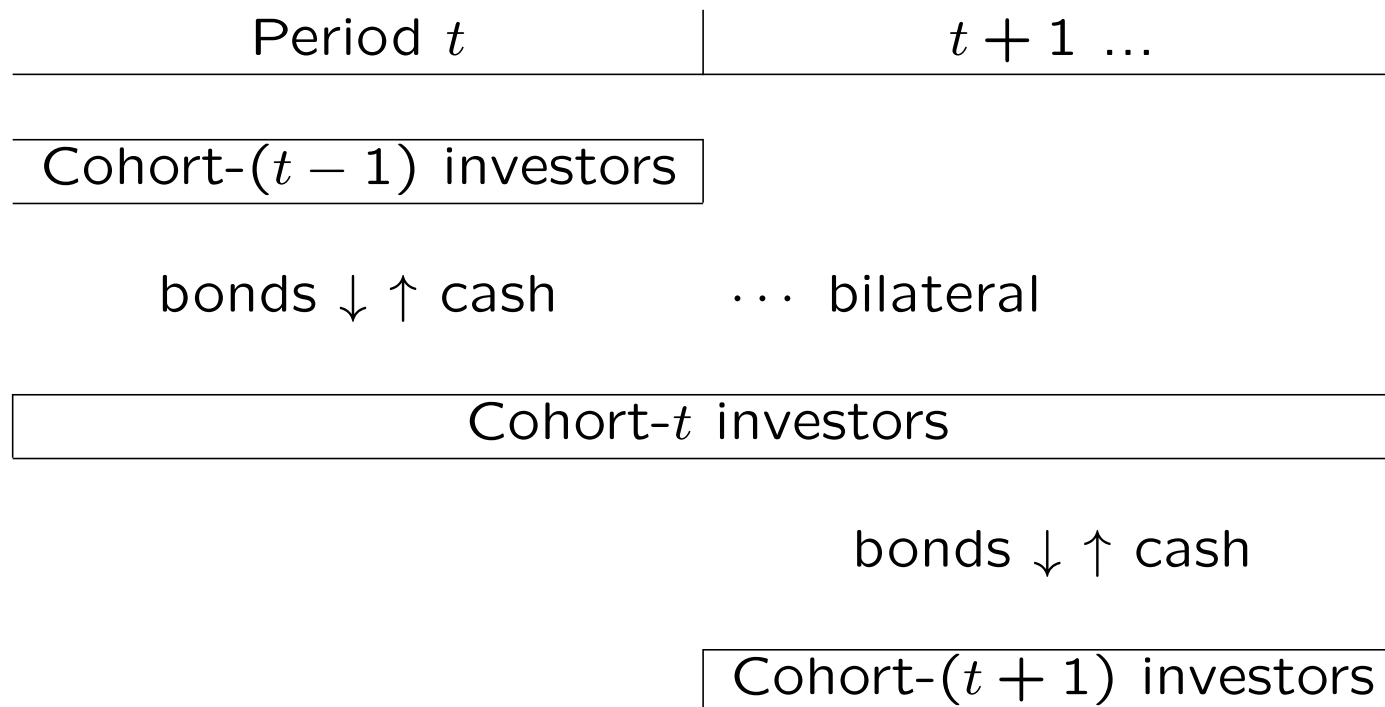 Period t t + 1 ...
Cohort-(t − 1) investors
bonds ↓ ↑ cash ··· bilateral
Cohort-t investors
bonds ↓ ↑ cash
Cohort-(t + 1) investors